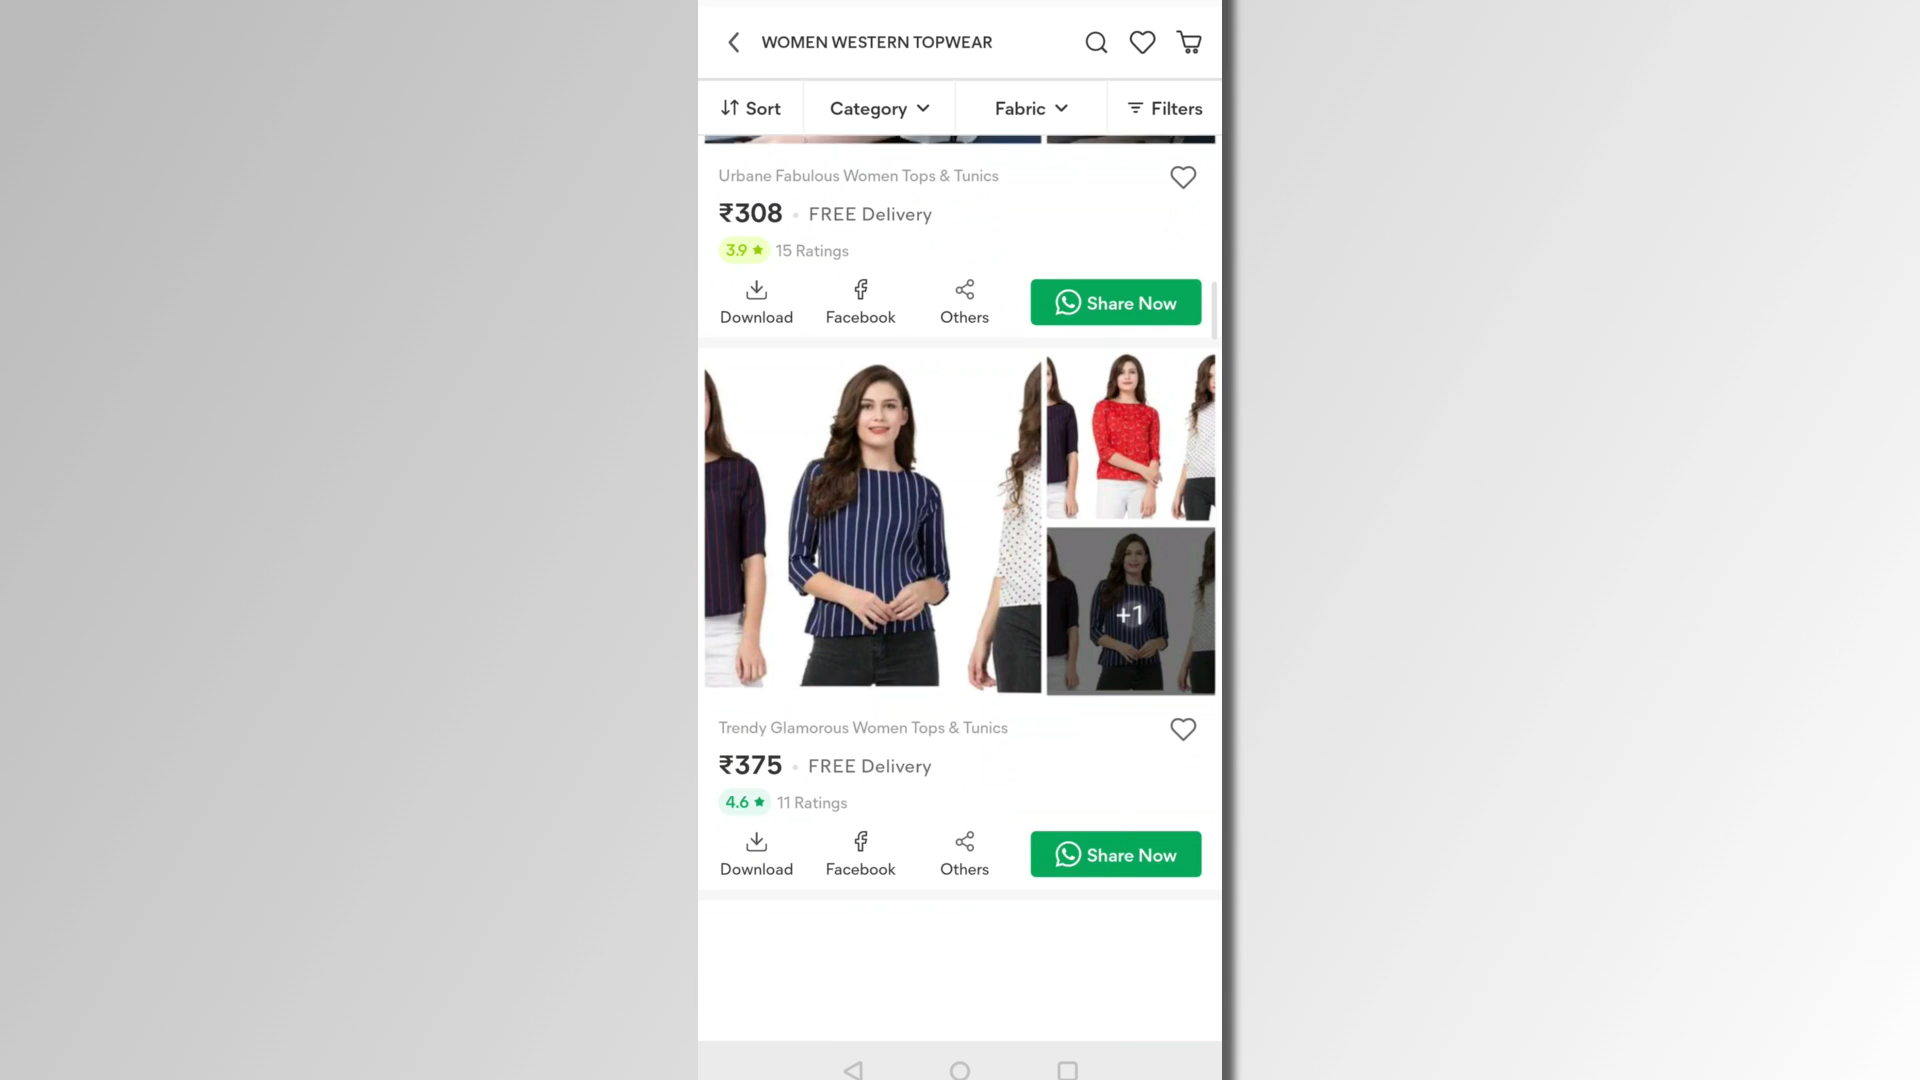 WOMEN WESTERN TOPWEAR
Sort Category Fabric Filters
Urbane Fabulous Women Tops & Tunics
₹308 • FREE Delivery
3.9 ★ 15 Ratings
Download Facebook Others Share Now
+1
Trendy Glamorous Women Tops & Tunics
₹375 • FREE Delivery
4.6 ★ 11 Ratings
Download Facebook Others Share Now